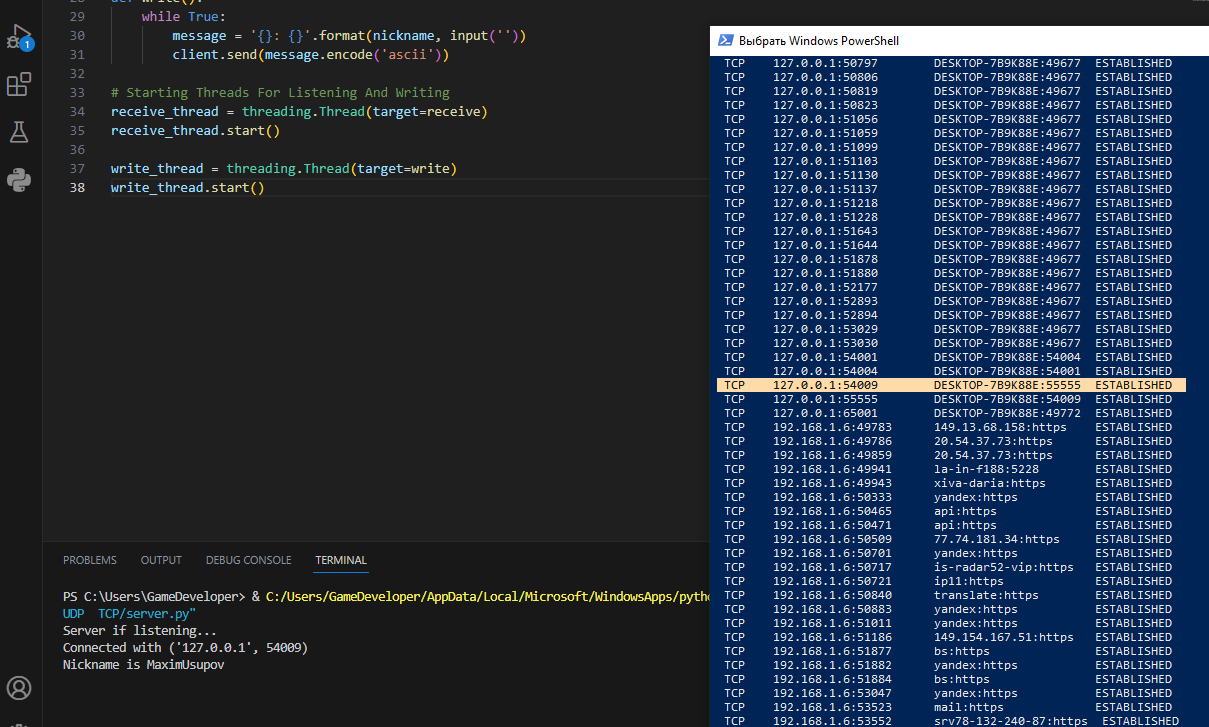 28 def write():
29 while True:
30 message = '{}: {}'.format(nickname, input(''))
31 client.send(message.encode('ascii'))
32
33 # Starting Threads For Listening And Writing
34 receive_thread = threading.Thread(target=receive)
35 receive_thread.start()
36
37 write_thread = threading.Thread(target=write)
38 write_thread.start()
1
PROBLEMS OUTPUT DEBUG CONSOLE TERMINAL
PS C:\Users\GameDeveloper> & C:/Users/GameDeveloper/AppData/Local/Microsoft/WindowsApps/pytho
UDP TCP/server.py"
Server if listening...
Connected with ('127.0.0.1', 54009)
Nickname is MaximUsupov
Выбрать Windows PowerShell
TCP 127.0.0.1:50797 DESKTOP-7B9K88E:49677 ESTABLISHED
TCP 127.0.0.1:50806 DESKTOP-7B9K88E:49677 ESTABLISHED
TCP 127.0.0.1:50819 DESKTOP-7B9K88E:49677 ESTABLISHED
TCP 127.0.0.1:50823 DESKTOP-7B9K88E:49677 ESTABLISHED
TCP 127.0.0.1:51056 DESKTOP-7B9K88E:49677 ESTABLISHED
TCP 127.0.0.1:51059 DESKTOP-7B9K88E:49677 ESTABLISHED
TCP 127.0.0.1:51099 DESKTOP-7B9K88E:49677 ESTABLISHED
TCP 127.0.0.1:51103 DESKTOP-7B9K88E:49677 ESTABLISHED
TCP 127.0.0.1:51130 DESKTOP-7B9K88E:49677 ESTABLISHED
TCP 127.0.0.1:51137 DESKTOP-7B9K88E:49677 ESTABLISHED
TCP 127.0.0.1:51218 DESKTOP-7B9K88E:49677 ESTABLISHED
TCP 127.0.0.1:51228 DESKTOP-7B9K88E:49677 ESTABLISHED
TCP 127.0.0.1:51643 DESKTOP-7B9K88E:49677 ESTABLISHED
TCP 127.0.0.1:51644 DESKTOP-7B9K88E:49677 ESTABLISHED
TCP 127.0.0.1:51878 DESKTOP-7B9K88E:49677 ESTABLISHED
TCP 127.0.0.1:51880 DESKTOP-7B9K88E:49677 ESTABLISHED
TCP 127.0.0.1:52177 DESKTOP-7B9K88E:49677 ESTABLISHED
TCP 127.0.0.1:52893 DESKTOP-7B9K88E:49677 ESTABLISHED
TCP 127.0.0.1:52894 DESKTOP-7B9K88E:49677 ESTABLISHED
TCP 127.0.0.1:53029 DESKTOP-7B9K88E:49677 ESTABLISHED
TCP 127.0.0.1:53030 DESKTOP-7B9K88E:49677 ESTABLISHED
TCP 127.0.0.1:54001 DESKTOP-7B9K88E:54004 ESTABLISHED
TCP 127.0.0.1:54004 DESKTOP-7B9K88E:54001 ESTABLISHED
TCP 127.0.0.1:54009 DESKTOP-7B9K88E:55555 ESTABLISHED
TCP 127.0.0.1:55555 DESKTOP-7B9K88E:54009 ESTABLISHED
TCP 127.0.0.1:65001 DESKTOP-7B9K88E:49772 ESTABLISHED
TCP 192.168.1.6:49783 149.13.68.158:https ESTABLISHED
TCP 192.168.1.6:49786 20.54.37.73:https ESTABLISHED
TCP 192.168.1.6:49859 20.54.37.73:https ESTABLISHED
TCP 192.168.1.6:49941 la-in-f188:5228 ESTABLISHED
TCP 192.168.1.6:49943 xiva-daria:https ESTABLISHED
TCP 192.168.1.6:50333 yandex:https ESTABLISHED
TCP 192.168.1.6:50465 api:https ESTABLISHED
TCP 192.168.1.6:50471 api:https ESTABLISHED
TCP 192.168.1.6:50509 77.74.181.34:https ESTABLISHED
TCP 192.168.1.6:50701 yandex:https ESTABLISHED
TCP 192.168.1.6:50717 is-radar52-vip:https ESTABLISHED
TCP 192.168.1.6:50721 ip11:https ESTABLISHED
TCP 192.168.1.6:50840 translate:https ESTABLISHED
TCP 192.168.1.6:50883 yandex:https ESTABLISHED
TCP 192.168.1.6:51011 yandex:https ESTABLISHED
TCP 192.168.1.6:51186 149.154.167.51:https ESTABLISHED
TCP 192.168.1.6:51877 bs:https ESTABLISHED
TCP 192.168.1.6:51882 yandex:https ESTABLISHED
TCP 192.168.1.6:51884 bs:https ESTABLISHED
TCP 192.168.1.6:53047 yandex:https ESTABLISHED
TCP 192.168.1.6:53523 mail:https ESTABLISHED
TCP 192.168.1.6:53552 srv78-132-240-87:https ESTABLISHED